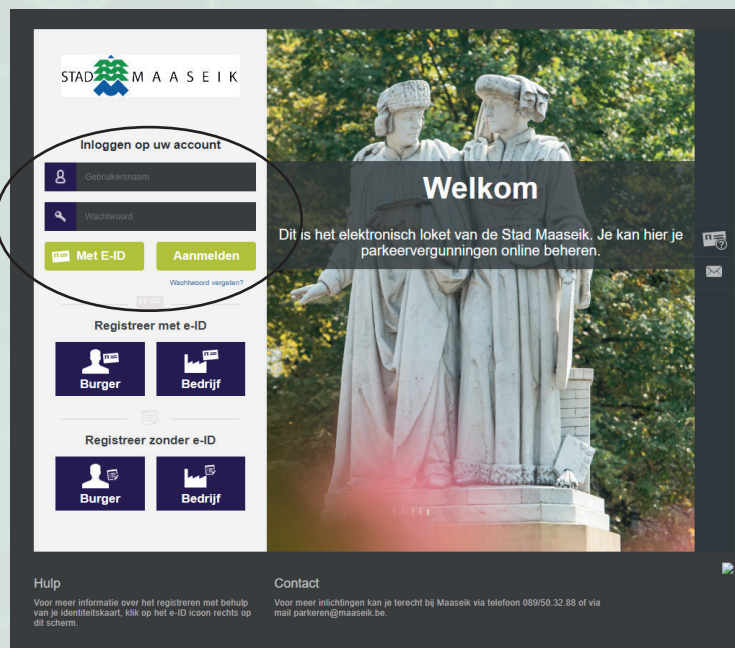 STAD MAASEIK
Inloggen op uw account
Gebruikersnaam
Wachtwoord
Met E-ID
Aanmelden
Wachtwoord vergeten?
Registreer met e-ID
Burger
Bedrijf
Registreer zonder e-ID
Burger
Bedrijf
Welkom
Dit is het elektronisch loket van de Stad Maaseik. Je kan hier je
parkeervergunningen online beheren.
Hulp
Voor meer informatie over het registreren met behulp
van je identiteitskaart, klik op het e-ID icoon rechts op
dit scherm.
Contact
Voor meer inlichtingen kan je terecht bij Maaseik via telefoon 089/50.32.88 of via
mail parkeren@maaseik.be.